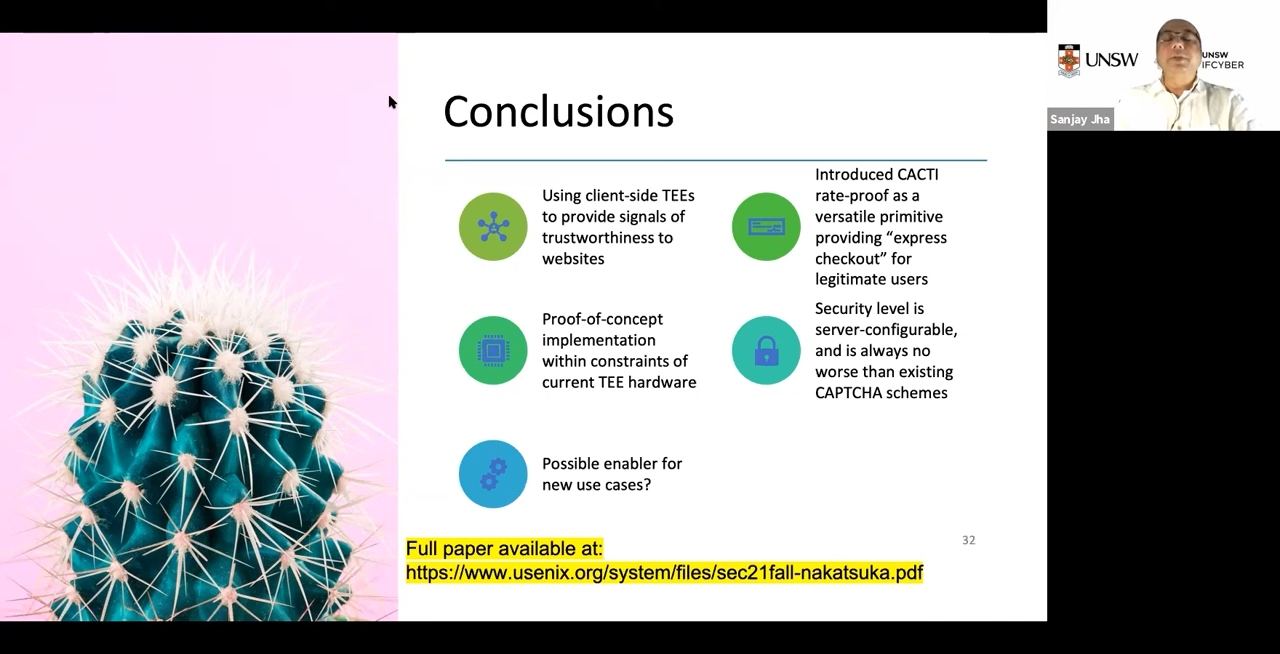 Conclusions
Using client-side TEEs
to provide signals of
trustworthiness to
websites
Introduced CACTI
rate-proof as a
versatile primitive
providing “express
checkout” for
legitimate users
Proof-of-concept
implementation
within constraints of
current TEE hardware
Security level is
server-configurable,
and is always no
worse than existing
CAPTCHA schemes
Possible enabler for
new use cases?
32
Full paper available at:
https://www.usenix.org/system/files/sec21fall-nakatsuka.pdf
UNSW
UNSW
IFCYBER
Sanjay Jha